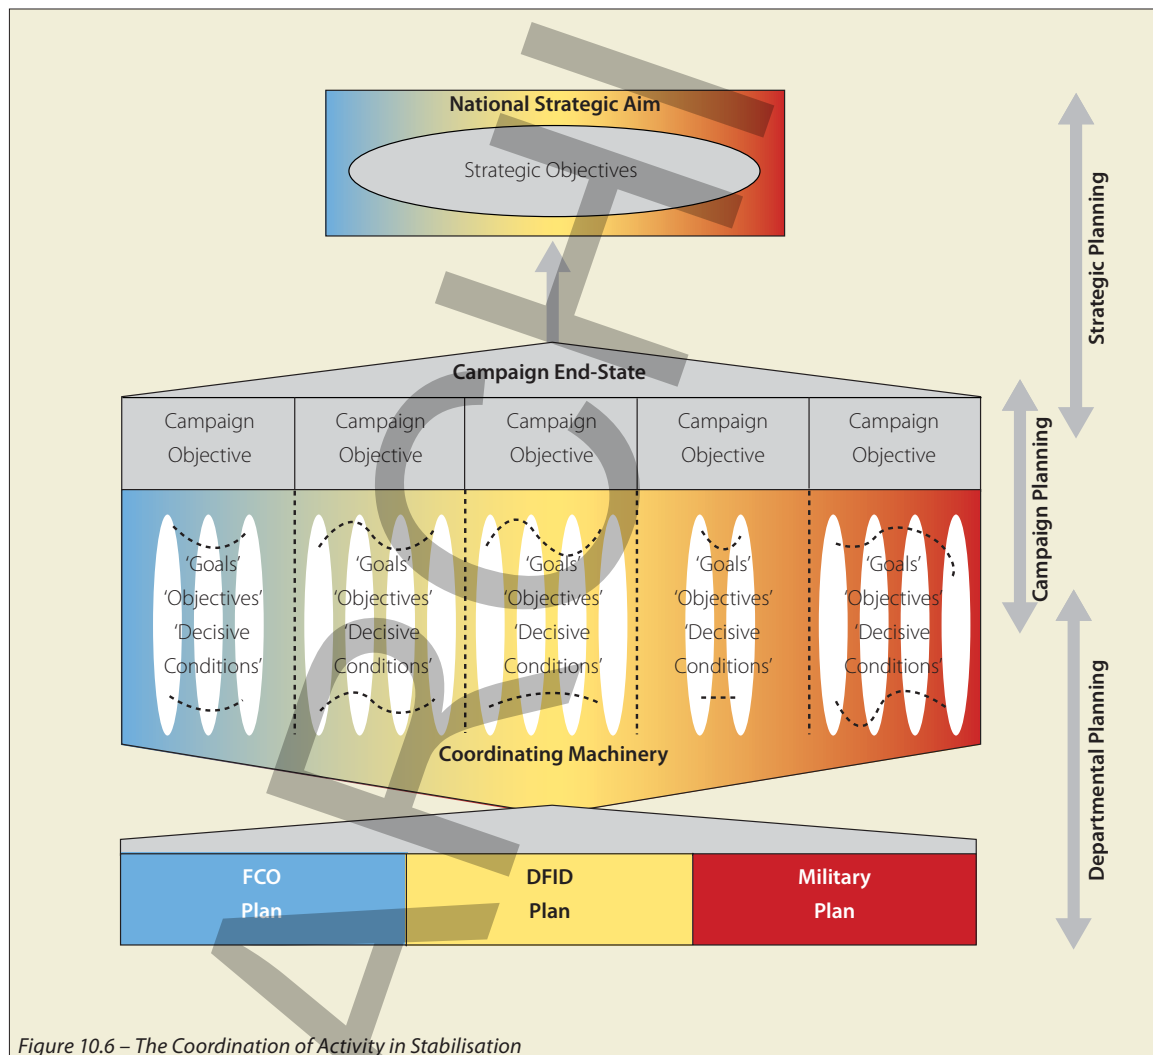 National Strategic Aim
Strategic Objectives
Campaign End-State
Campaign
Objective
Campaign
Objective
Campaign
Objective
Campaign
Objective
Campaign
Objective
‘Goals’
‘Objectives’
‘Decisive
Conditions’
‘Goals’
‘Objectives’
‘Decisive
Conditions’
‘Goals’
‘Objectives’
‘Decisive
Conditions’
‘Goals’
‘Objectives’
‘Decisive
Conditions’
‘Goals’
‘Objectives’
‘Decisive
Conditions’
Coordinating Machinery
FCO
Plan
DFID
Plan
Military
Plan
Strategic Planning
Campaign Planning
Departmental Planning
Figure 10.6 – The Coordination of Activity in Stabilisation